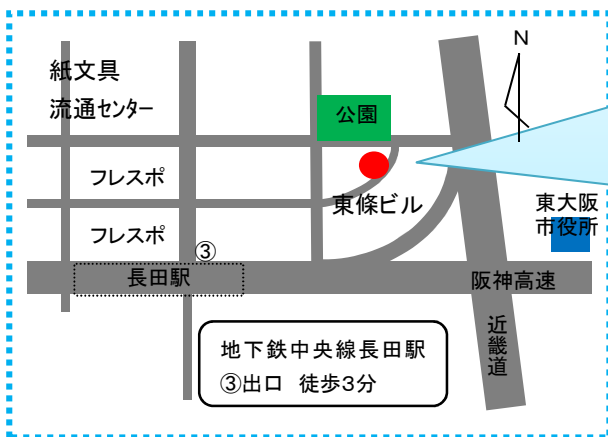 N
紙文具
流通センター
公園
フレスポ
東條ビル
東大阪
市役所
フレスポ
③
長田駅
阪神高速
近畿道
地下鉄中央線長田駅
③出口 徒歩3分